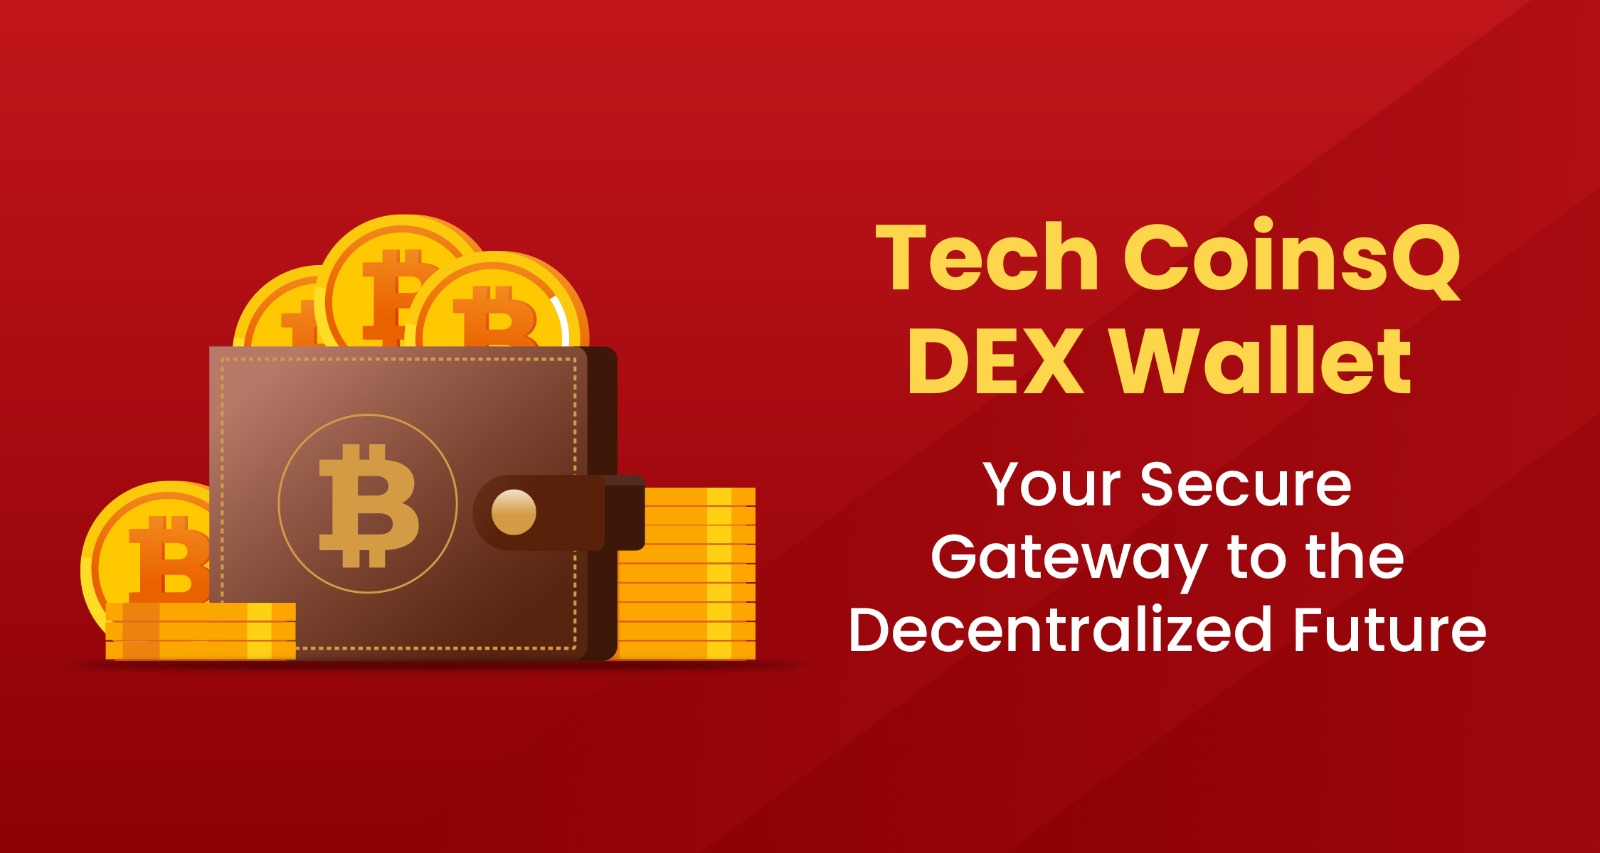 Tech CoinsQ
DEX Wallet
Your Secure
Gateway to the
Decentralized Future